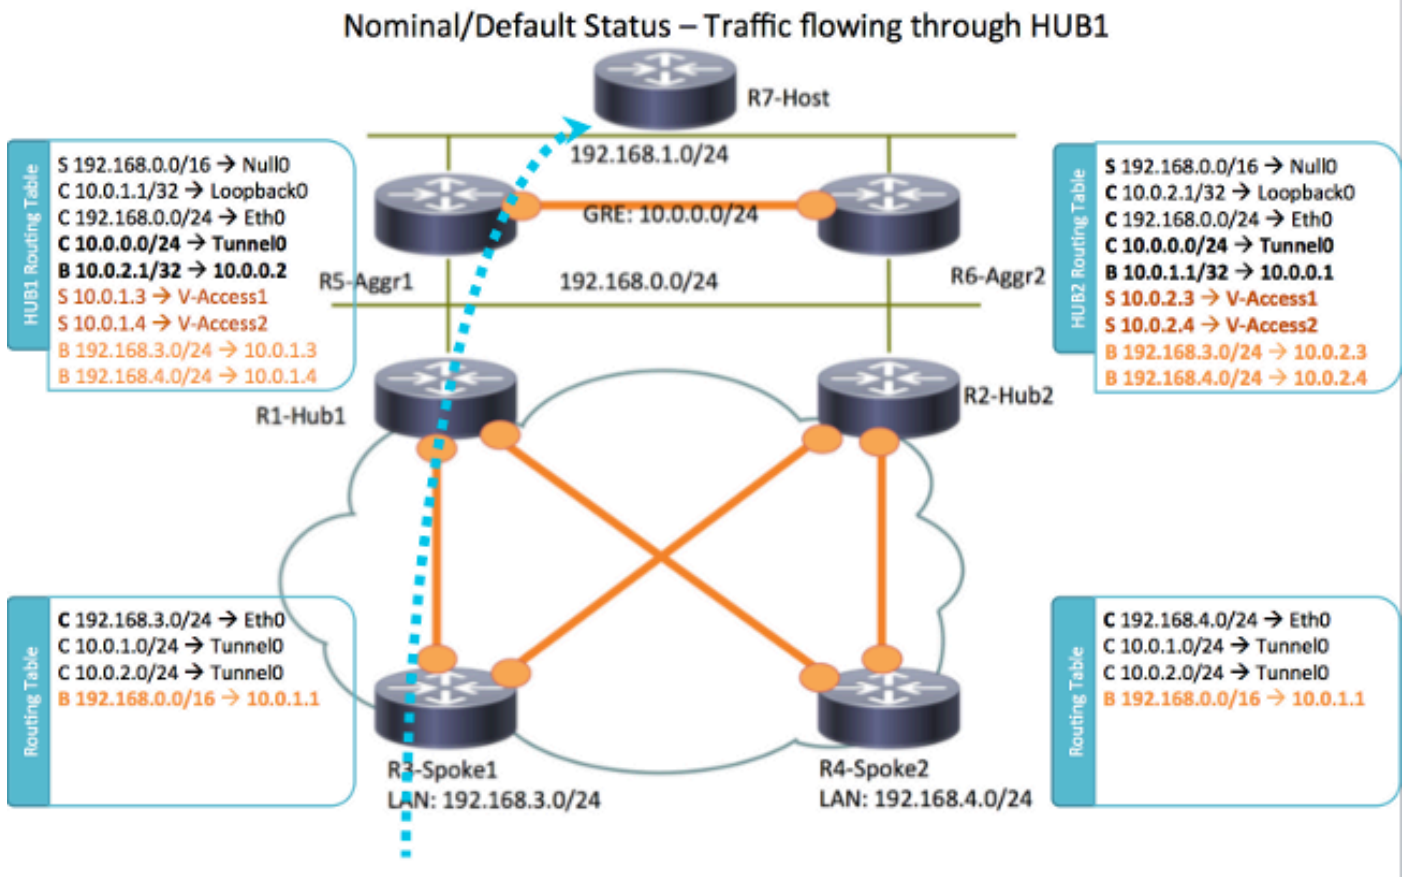 Nominal/Default Status – Traffic flowing through HUB1
R7-Host
192.168.1.0/24
HUB1 Routing Table
S 192.168.0.0/16 → Null0
C 10.0.1.1/32 → Loopback0
C 192.168.0.0/24 → Eth0
C 10.0.0.0/24 → Tunnel0
B 10.0.2.1/32 → 10.0.0.2
S 10.0.1.3 → V-Access1
S 10.0.1.4 → V-Access2
B 192.168.3.0/24 → 10.0.1.3
B 192.168.4.0/24 → 10.0.1.4
GRE: 10.0.0.0/24
R5-Aggr1
192.168.0.0/24
R6-Aggr2
HUB2 Routing Table
S 192.168.0.0/16 → Null0
C 10.0.2.1/32 → Loopback0
C 192.168.0.0/24 → Eth0
C 10.0.0.0/24 → Tunnel0
B 10.0.1.1/32 → 10.0.0.1
S 10.0.2.3 → V-Access1
S 10.0.2.4 → V-Access2
B 192.168.3.0/24 → 10.0.2.3
B 192.168.4.0/24 → 10.0.2.4
R1-Hub1
R2-Hub2
Routing Table
C 192.168.3.0/24 → Eth0
C 10.0.1.0/24 → Tunnel0
C 10.0.2.0/24 → Tunnel0
B 192.168.0.0/16 → 10.0.1.1
R3-Spoke1
LAN: 192.168.3.0/24
R4-Spoke2
LAN: 192.168.4.0/24
Routing Table
C 192.168.4.0/24 → Eth0
C 10.0.1.0/24 → Tunnel0
C 10.0.2.0/24 → Tunnel0
B 192.168.0.0/16 → 10.0.1.1